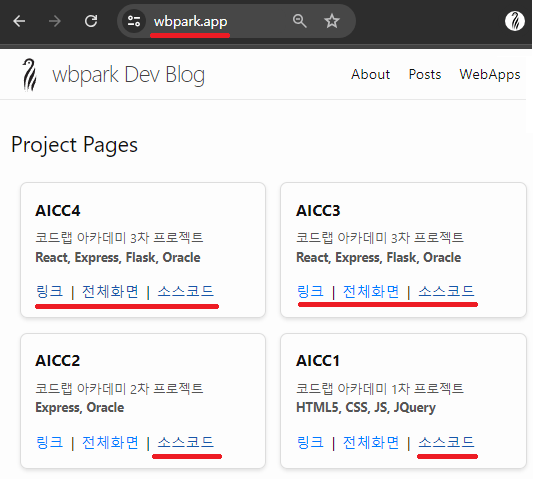 wbpark.app
wbpark Dev Blog
About Posts WebApps
Project Pages
AICC4
코드랩 아카데미 3차 프로젝트
React, Express, Flask, Oracle
링크 | 전체화면 | 소스코드
AICC3
코드랩 아카데미 3차 프로젝트
React, Express, Flask, Oracle
링크 | 전체화면 | 소스코드
AICC2
코드랩 아카데미 2차 프로젝트
Express, Oracle
링크 | 전체화면 | 소스코드
AICC1
코드랩 아카데미 1차 프로젝트
HTML5, CSS, JS, JQuery
링크 | 전체화면 | 소스코드